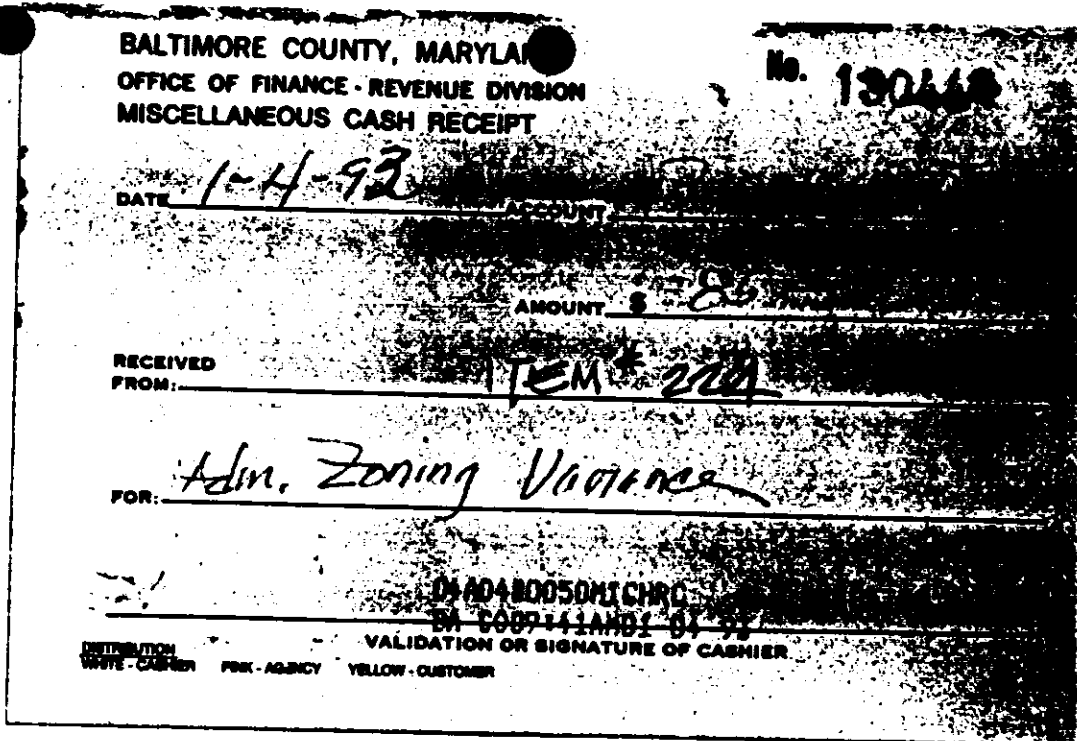 BALTIMORE COUNTY, MARYLAN
OFFICE OF FINANCE - REVENUE DIVISION
MISCELLANEOUS CASH RECEIPT
No.
DATE 1-4-93 ACCOUNT
AMOUNT $
RECEIVED
FROM: ITEM #
FOR: Adm. Zoning Variance
VALIDATION OR SIGNATURE OF CASHIER
DISTRIBUTION
WHITE - CASHIER PINK - AGENCY YELLOW - CUSTOMER